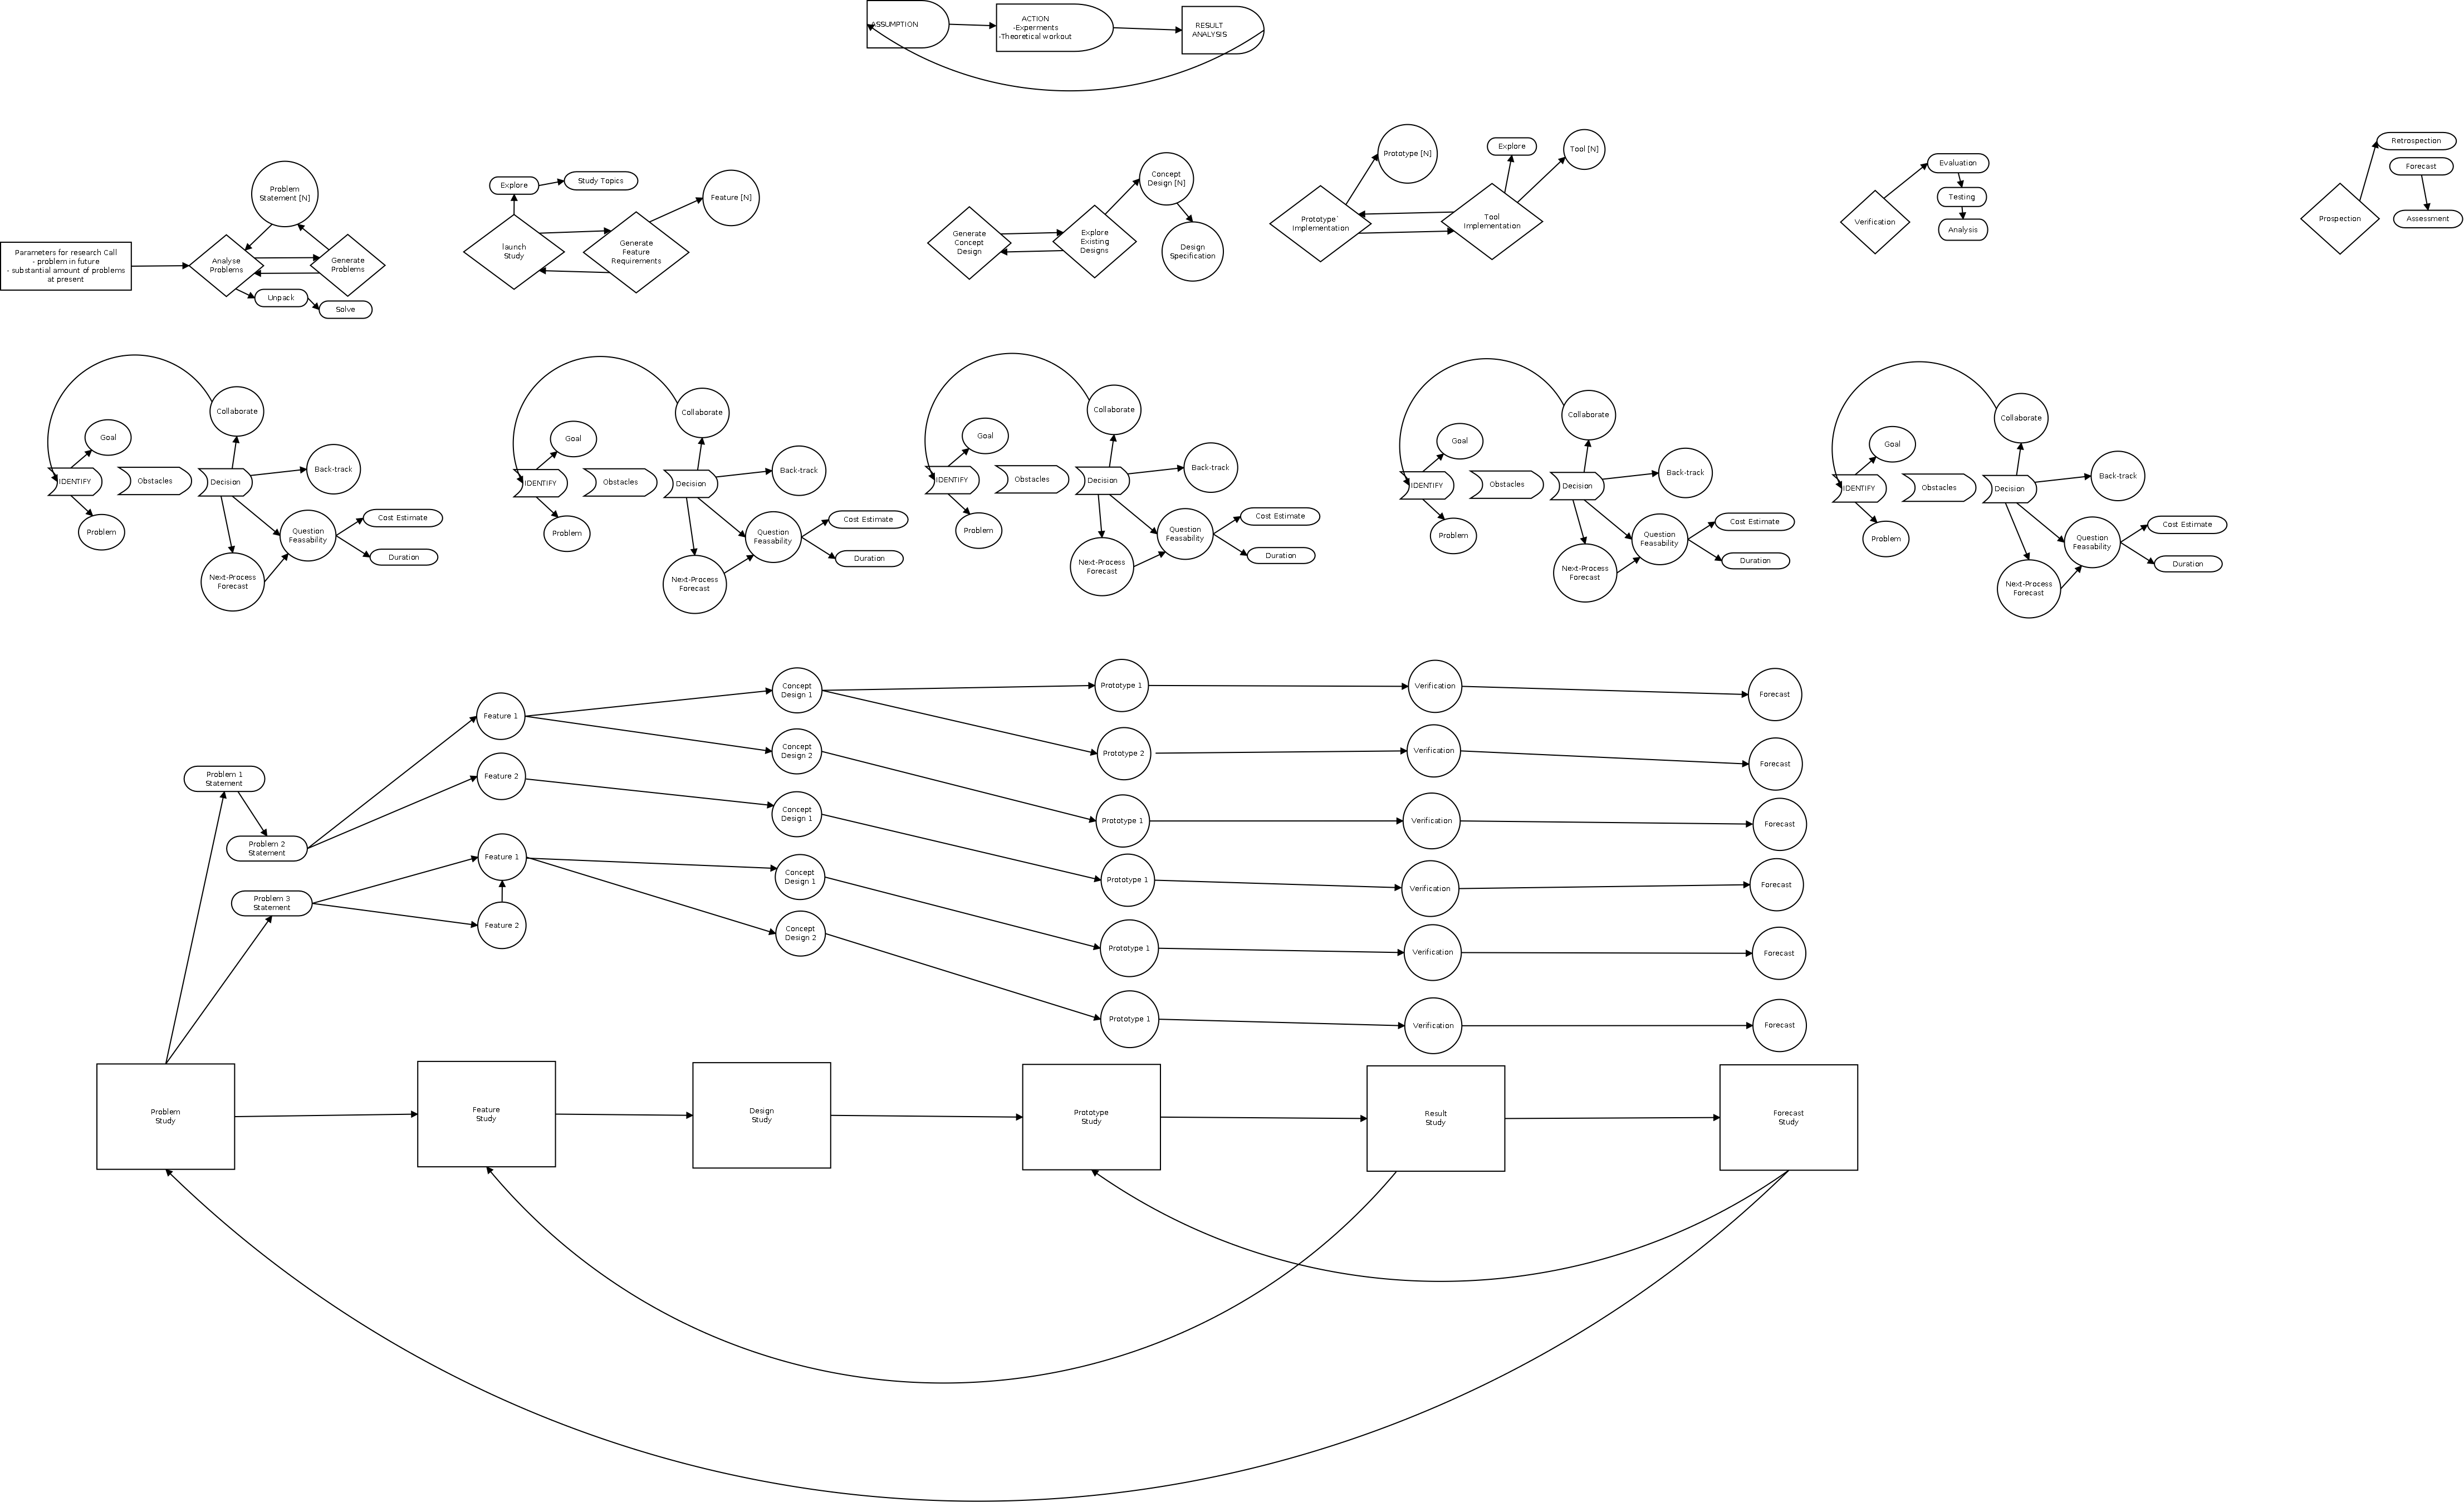 ASSUMPTION
ACTION
-Experments
-Theoretical workout
RESULT
ANALYSIS
Problem
Statement [N]
Parameters for research Call
- problem in future
- substantial amount of problems
at present
Analyse
Problems
Generate
Problems
Unpack
Solve
Explore
Study Topics
Feature [N]
launch
Study
Generate
Feature
Requirements
Concept
Design [N]
Generate
Concept
Design
Explore
Existing
Designs
Design
Specification
Prototype [N]
Explore
Tool [N]
Prototype`
Implementation
Tool
Implementation
Evaluation
Testing
Analysis
Verification
Retrospection
Forecast
Assessment
Prospection
Collaborate
Goal
Back-track
IDENTIFY
Obstacles
Decision
Cost Estimate
Problem
Question
Feasability
Duration
Next-Process
Forecast
Collaborate
Goal
Back-track
IDENTIFY
Obstacles
Decision
Cost Estimate
Problem
Question
Feasability
Duration
Next-Process
Forecast
Collaborate
Goal
Back-track
IDENTIFY
Obstacles
Decision
Cost Estimate
Problem
Question
Feasability
Duration
Next-Process
Forecast
Collaborate
Goal
Back-track
IDENTIFY
Obstacles
Decision
Cost Estimate
Problem
Question
Feasability
Duration
Next-Process
Forecast
Collaborate
Goal
Back-track
IDENTIFY
Obstacles
Decision
Cost Estimate
Problem
Question
Feasability
Duration
Next-Process
Forecast
Problem 1
Statement
Problem 2
Statement
Problem 3
Statement
Feature 1
Feature 2
Feature 1
Feature 2
Concept
Design 1
Concept
Design 2
Concept
Design 1
Concept
Design 1
Concept
Design 2
Prototype 1
Prototype 2
Prototype 1
Prototype 1
Prototype 1
Prototype 1
Verification
Verification
Verification
Verification
Verification
Verification
Forecast
Forecast
Forecast
Forecast
Forecast
Forecast
Problem
Study
Feature
Study
Design
Study
Prototype
Study
Result
Study
Forecast
Study